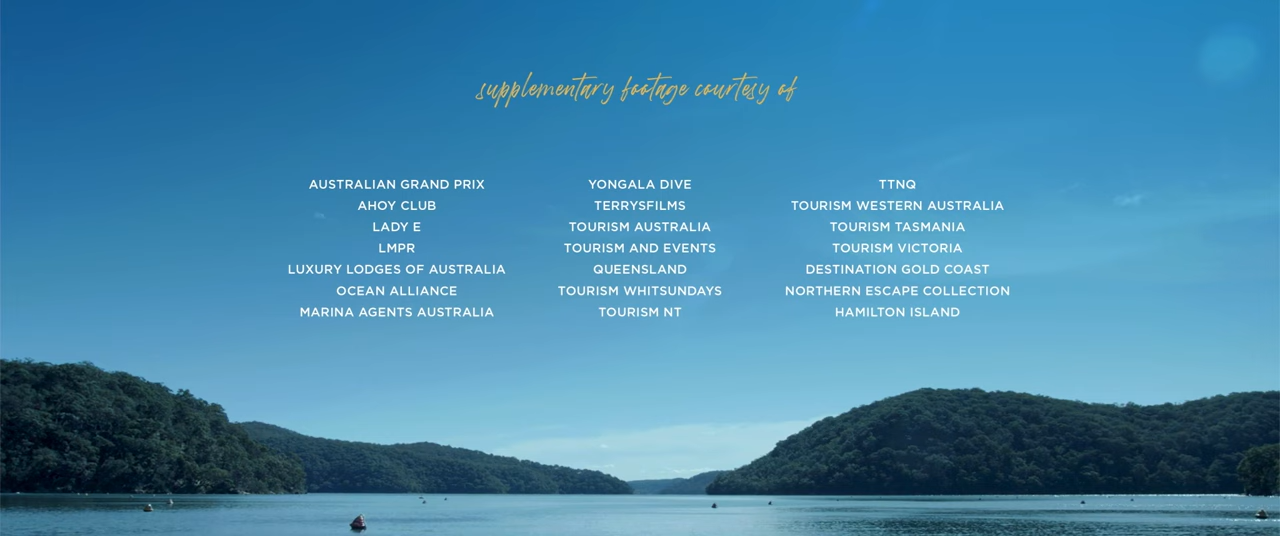 supplementary footage courtesy of
AUSTRALIAN GRAND PRIX
AHOY CLUB
LADY E
LMPR
LUXURY LODGES OF AUSTRALIA
OCEAN ALLIANCE
MARINA AGENTS AUSTRALIA
YONGALA DIVE
TERRYSFILMS
TOURISM AUSTRALIA
TOURISM AND EVENTS
QUEENSLAND
TOURISM WHITSUNDAYS
TOURISM NT
TTNQ
TOURISM WESTERN AUSTRALIA
TOURISM TASMANIA
TOURISM VICTORIA
DESTINATION GOLD COAST
NORTHERN ESCAPE COLLECTION
HAMILTON ISLAND